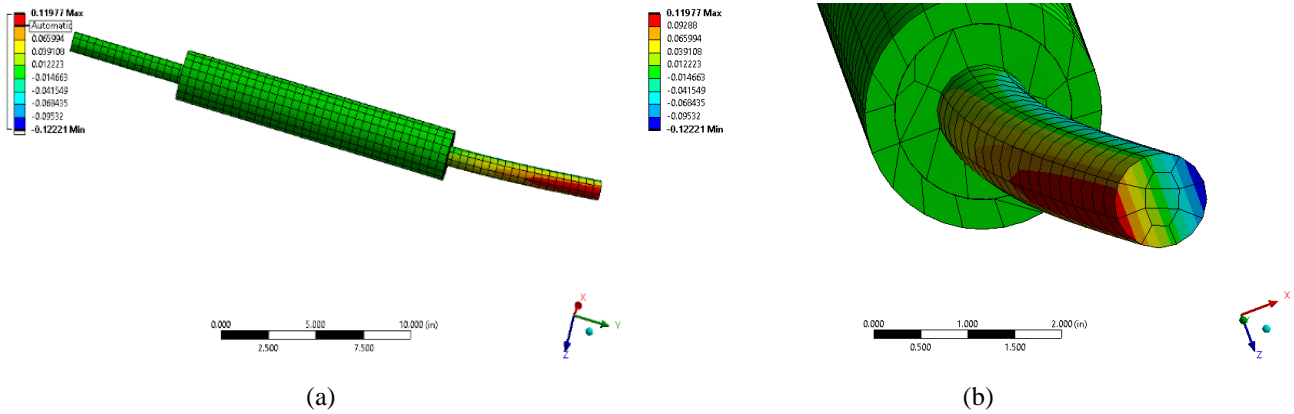 0.11977 Max
Automatic
0.065994
0.039108
0.012223
-0.014663
-0.041549
-0.068435
-0.09532
-0.12221 Min
0.000 5.000 10.000 (in)
2.500 7.500
X
Y
Z
(a)
0.11977 Max
0.09288
0.065994
0.039108
0.012223
-0.014663
-0.041549
-0.068435
-0.09532
-0.12221 Min
0.000 1.000 2.000 (in)
0.500 1.500
X
Z
(b)